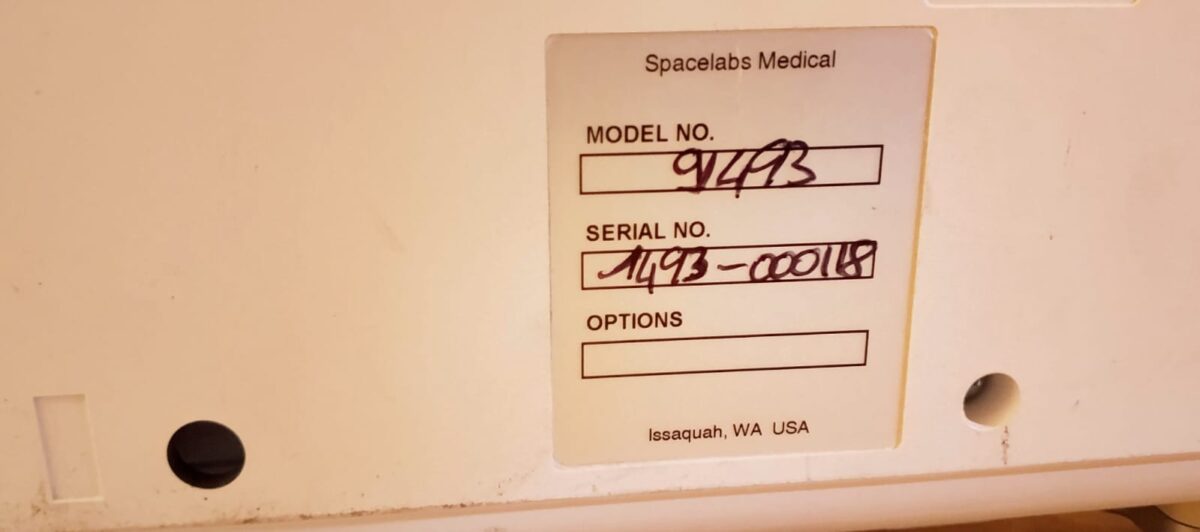 Spacelabs Medical
MODEL NO.
91493
SERIAL NO.
1493-000118
OPTIONS
Issaquah, WA USA